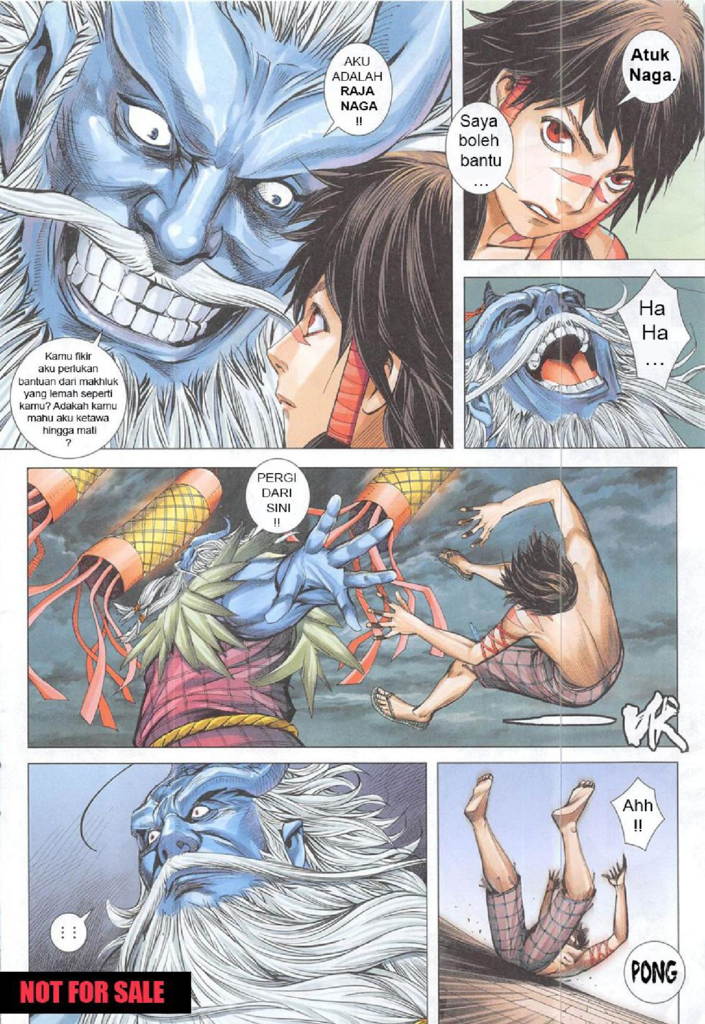 AKU
ADALAH
RAJA
NAGA
!!
Kamu fikir
aku perlukan
bantuan dari makhluk
yang lemah seperti
kamu? Adakah kamu
mahu aku ketawa
hingga mati
?
Atuk
Naga.
Saya
boleh
bantu
...
Ha
Ha
...
PERGI
DARI
SINI
!!
: :
Ahh
!!
PONG
NOT FOR SALE